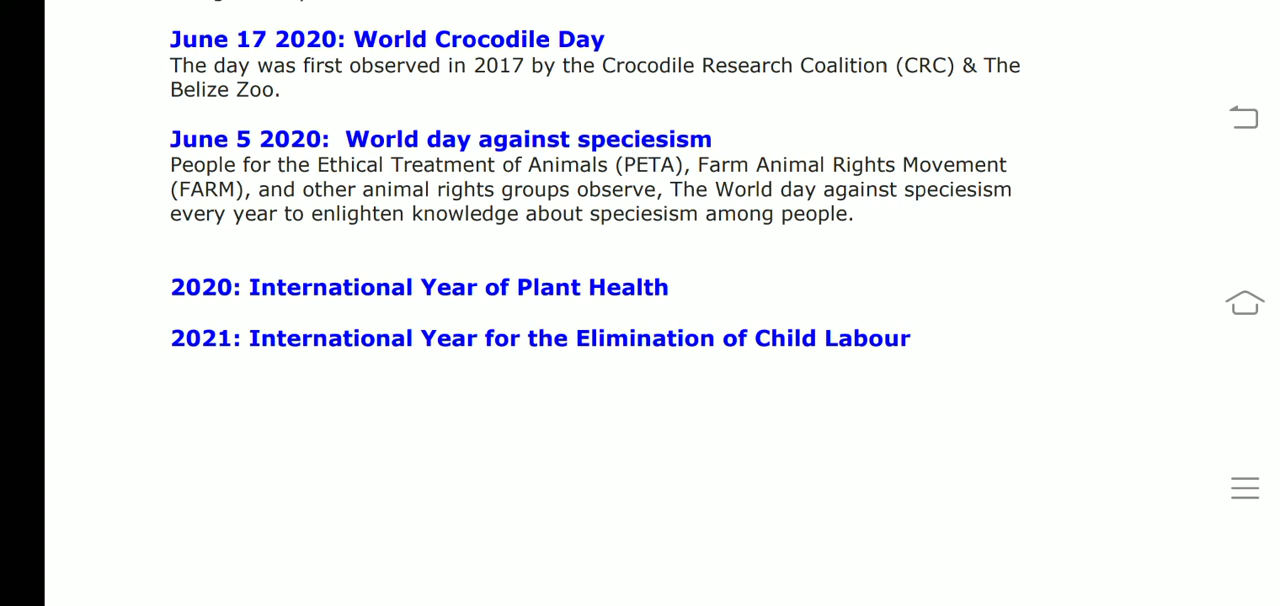 June 17 2020: World Crocodile Day
The day was first observed in 2017 by the Crocodile Research Coalition (CRC) & The
Belize Zoo.
June 5 2020: World day against speciesism
People for the Ethical Treatment of Animals (PETA), Farm Animal Rights Movement
(FARM), and other animal rights groups observe, The World day against speciesism
every year to enlighten knowledge about speciesism among people.
2020: International Year of Plant Health
2021: International Year for the Elimination of Child Labour